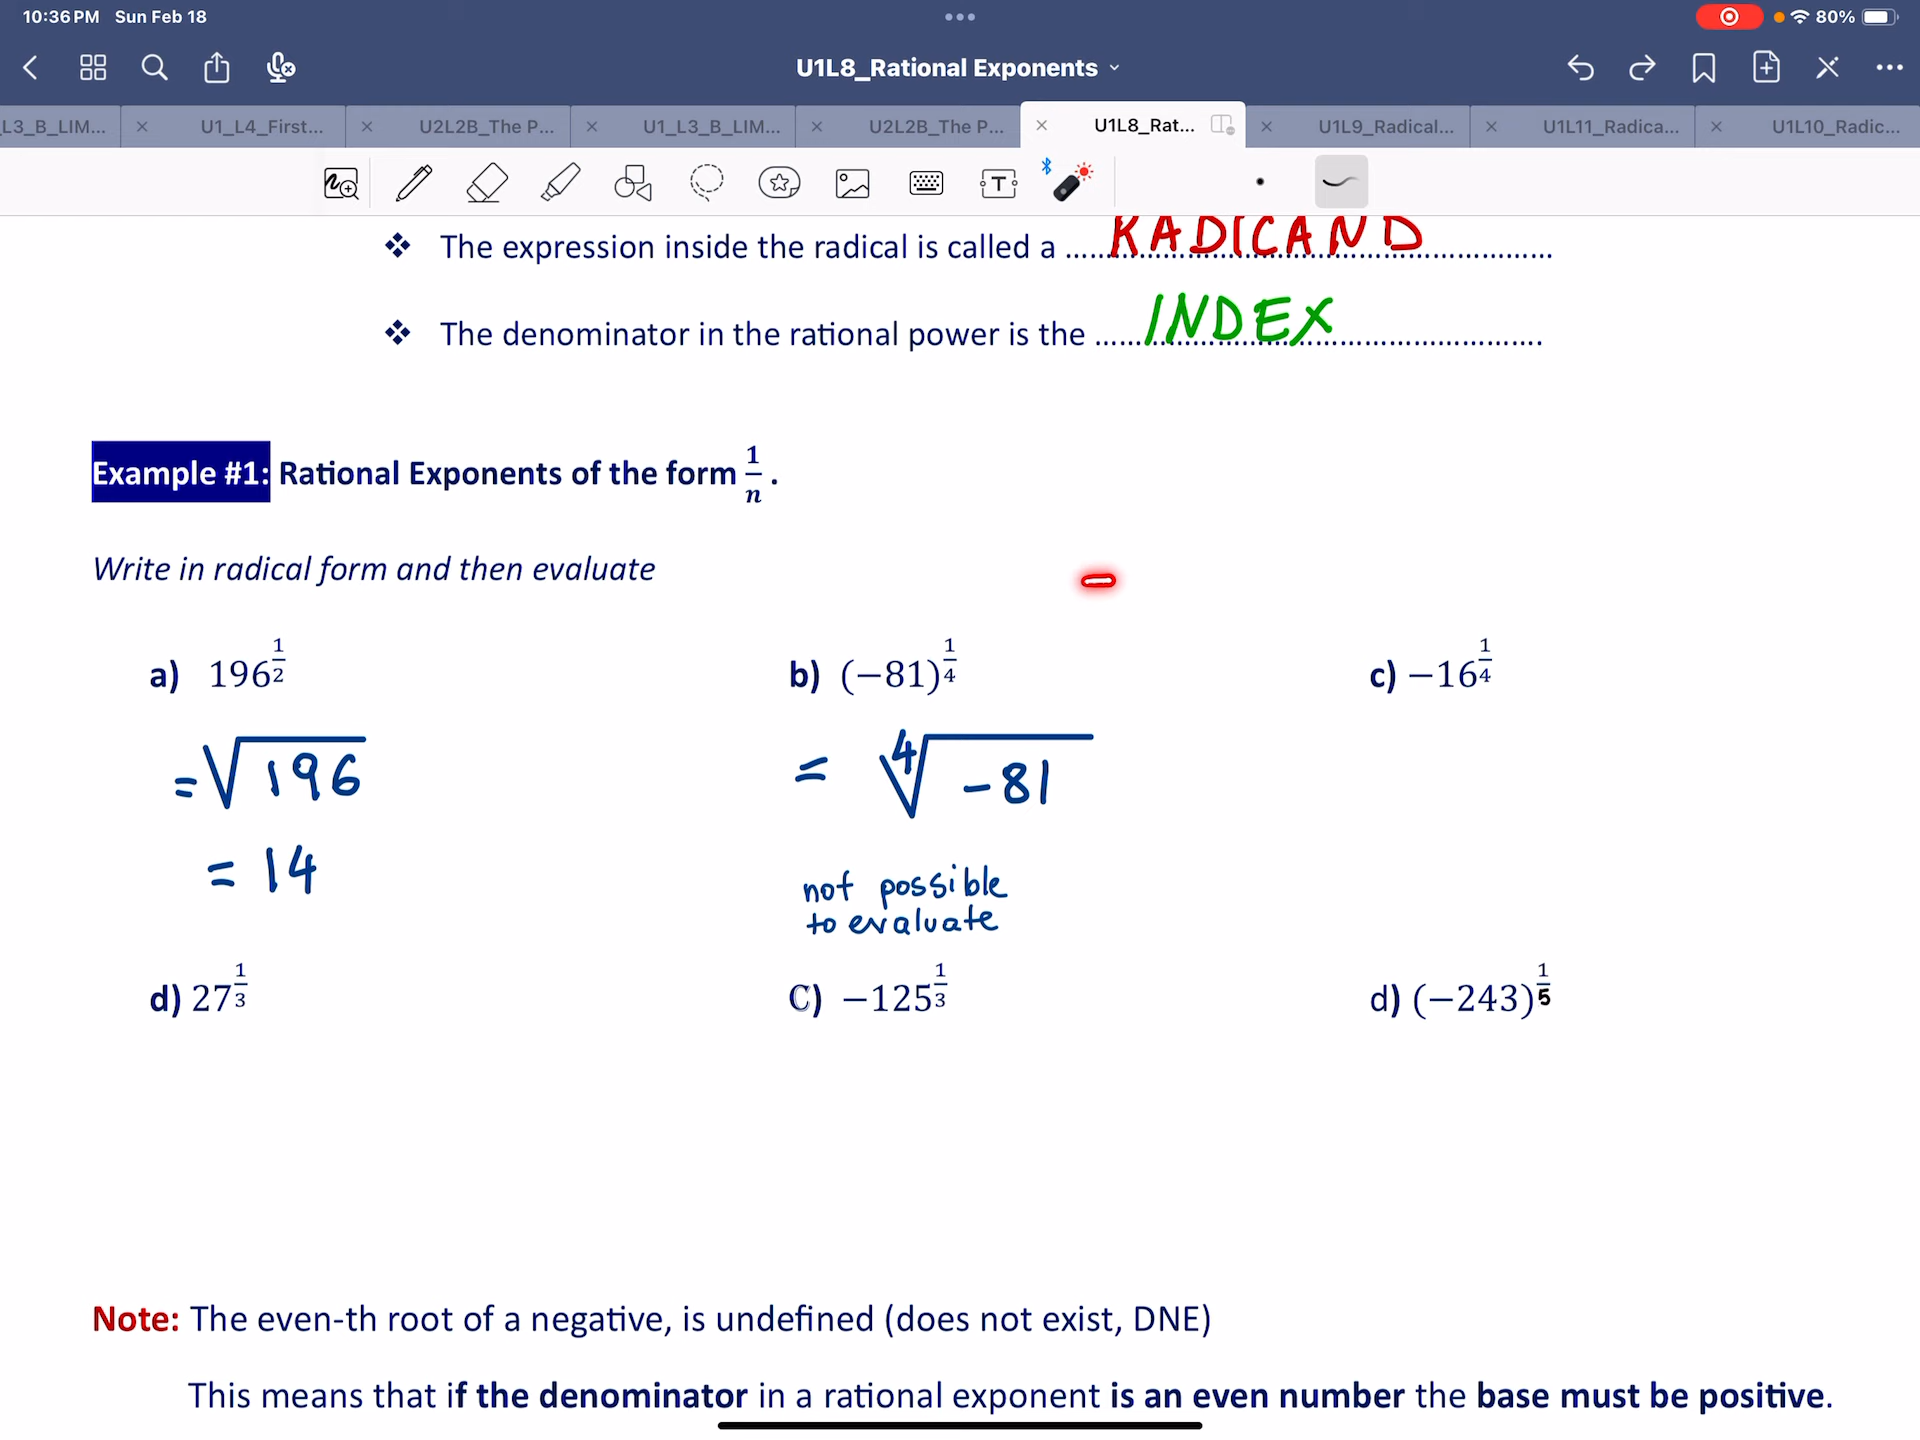 10:36 PM Sun Feb 18
80%
U1L8_Rational Exponents
_L3_B_LIM... U1_L4_First... U2L2B_The P... U1_L3_B_LIM... U2L2B_The P... U1L8_Rat... U1L9_Radical... U1L11_Radica... U1L10_Radic...
❖ The expression inside the radical is called a ...... RADICAND ......
❖ The denominator in the rational power is the ...... INDEX ......
Example #1: Rational Exponents of the form 1/n .
Write in radical form and then evaluate
a) 196^(1/2) b) (−81)^(1/4) c) −16^(1/4)
= √196 = ∜-81
= 14
not possible
to evaluate
d) 27^(1/3) C) −125^(1/3) d) (−243)^(1/5)
Note: The even-th root of a negative, is undefined (does not exist, DNE)
This means that if the denominator in a rational exponent is an even number the base must be positive.